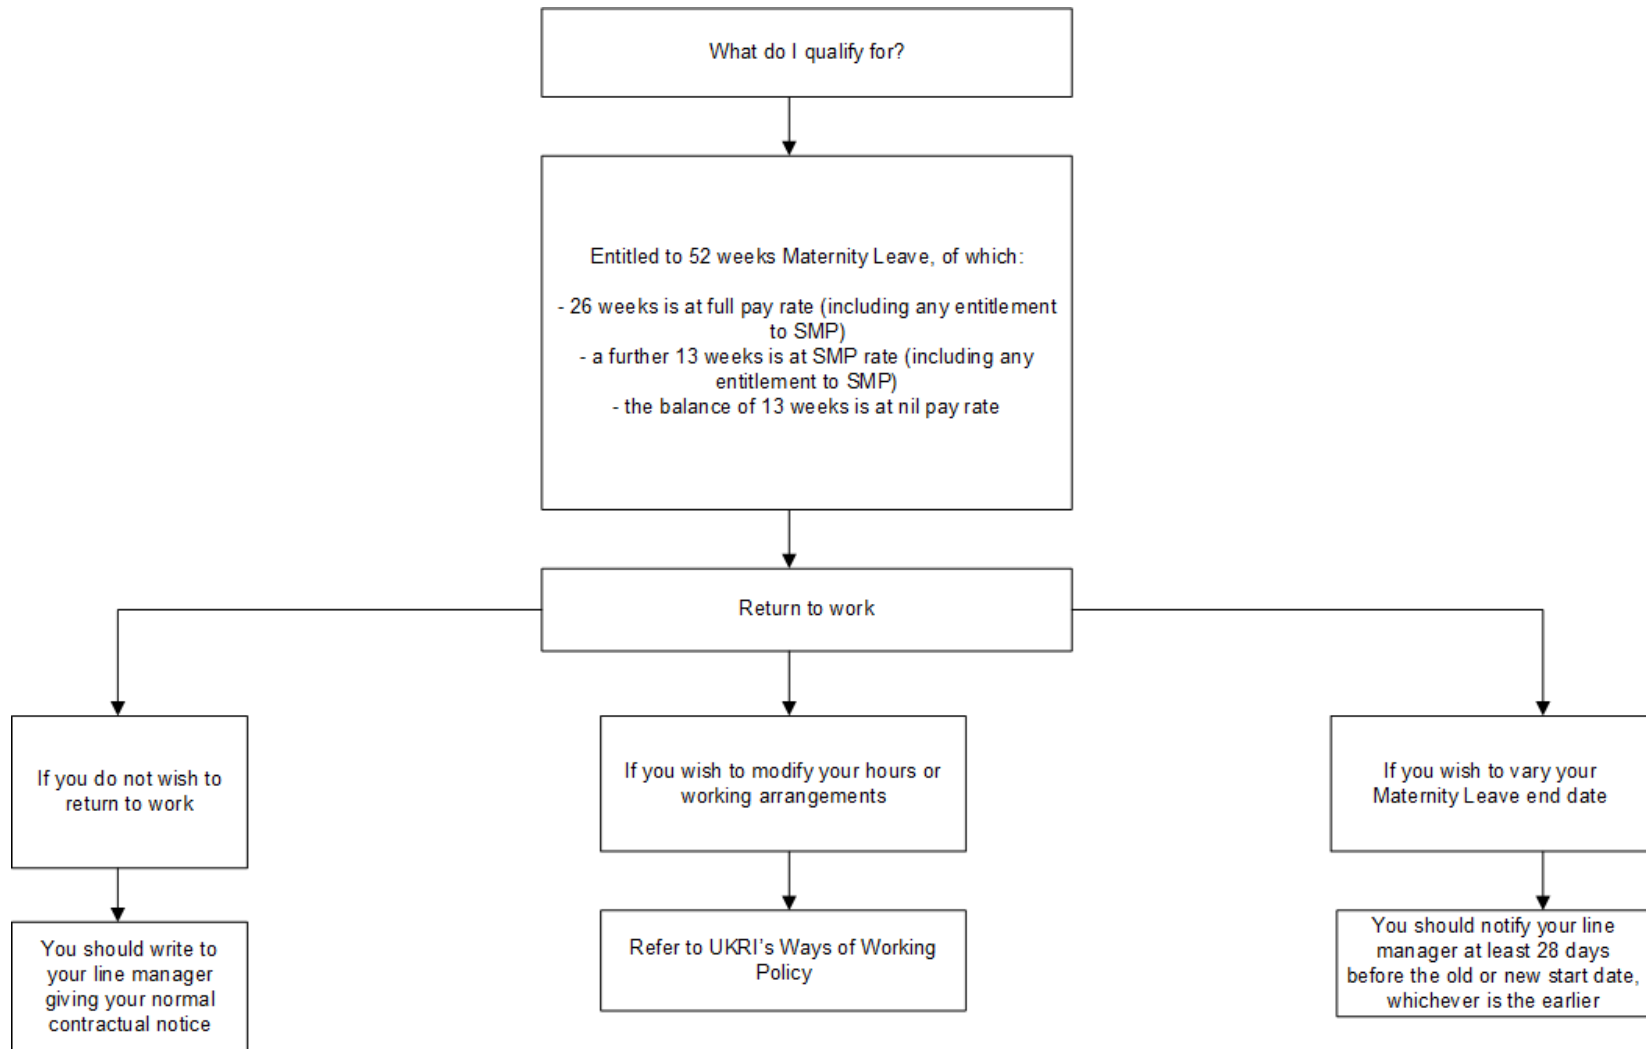 What do I qualify for?
Entitled to 52 weeks Maternity Leave, of which:
- 26 weeks is at full pay rate (including any entitlement
to SMP)
- a further 13 weeks is at SMP rate (including any
entitlement to SMP)
- the balance of 13 weeks is at nil pay rate
Return to work
If you do not wish to
return to work
If you wish to modify your hours or
working arrangements
If you wish to vary your
Maternity Leave end date
You should write to
your line manager
giving your normal
contractual notice
Refer to UKRI's Ways of Working
Policy
You should notify your line
manager at least 28 days
before the old or new start date,
whichever is the earlier